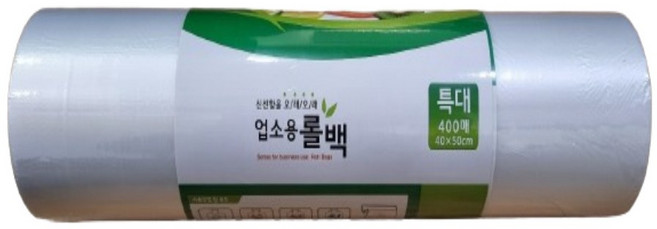 신선함을 오/래/오/래
업소용 롤백
특대
400매
40×50cm